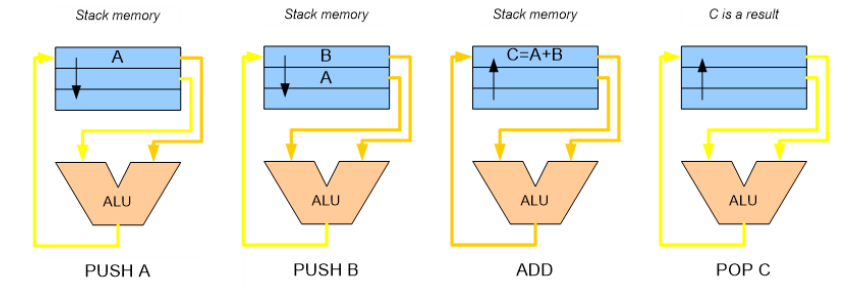 Stack memory
A
ALU
PUSH A
Stack memory
B
A
ALU
PUSH B
Stack memory
C=A+B
ALU
ADD
C is a result
ALU
POP C